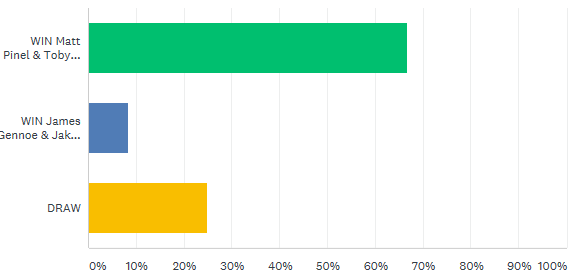 WIN Matt
Pinel & Toby...
WIN James
Gennoe & Jak...
DRAW
0% 10% 20% 30% 40% 50% 60% 70% 80% 90% 100%